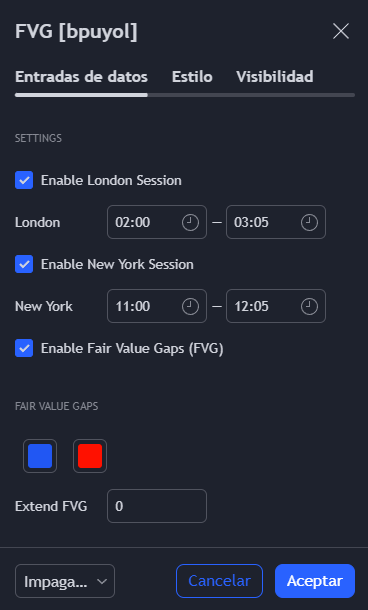 FVG [bpuyol]
Entradas de datos Estilo Visibilidad
SETTINGS
Enable London Session
London 02:00 — 03:05
Enable New York Session
New York 11:00 — 12:05
Enable Fair Value Gaps (FVG)
FAIR VALUE GAPS
Extend FVG 0
Impaga... Cancelar Aceptar